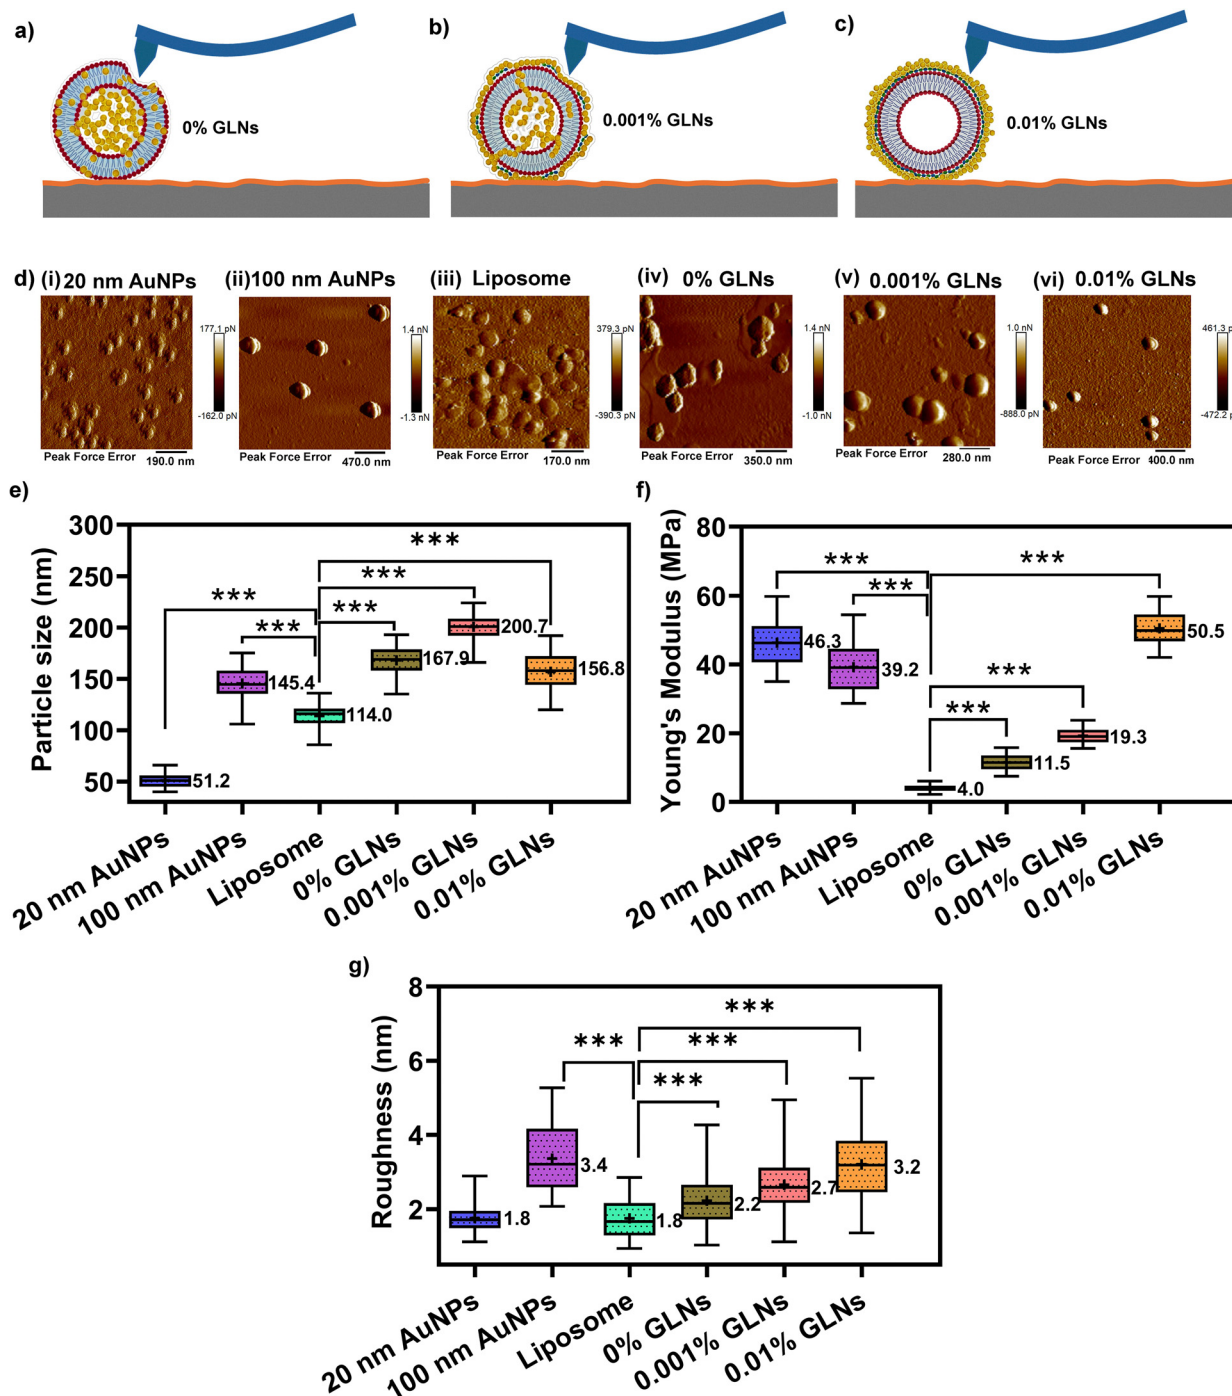 a)
b)
c)
0% GLNs
0.001% GLNs
0.01% GLNs
d) (i) 20 nm AuNPs
(ii) 100 nm AuNPs
(iii) Liposome
(iv) 0% GLNs
(v) 0.001% GLNs
(vi) 0.01% GLNs
177.1 pN
-162.0 pN
1.4 nN
-1.3 nN
379.3 pN
-390.3 pN
1.4 nN
-1.0 nN
1.0 nN
-888.0 pN
461.3 pN
-472.2 pN
Peak Force Error 190.0 nm
Peak Force Error 470.0 nm
Peak Force Error 170.0 nm
Peak Force Error 350.0 nm
Peak Force Error 280.0 nm
Peak Force Error 400.0 nm
e)
Particle size (nm)
300
250
200
150
100
50
***
***
***
***
***
51.2
145.4
114.0
167.9
200.7
156.8
20 nm AuNPs
100 nm AuNPs
Liposome
0% GLNs
0.001% GLNs
0.01% GLNs
f)
Young's Modulus (MPa)
80
60
40
20
0
***
***
***
***
***
46.3
39.2
4.0
11.5
19.3
50.5
20 nm AuNPs
100 nm AuNPs
Liposome
0% GLNs
0.001% GLNs
0.01% GLNs
g)
Roughness (nm)
8
6
4
2
***
***
***
***
1.8
3.4
1.8
2.2
2.7
3.2
20 nm AuNPs
100 nm AuNPs
Liposome
0% GLNs
0.001% GLNs
0.01% GLNs